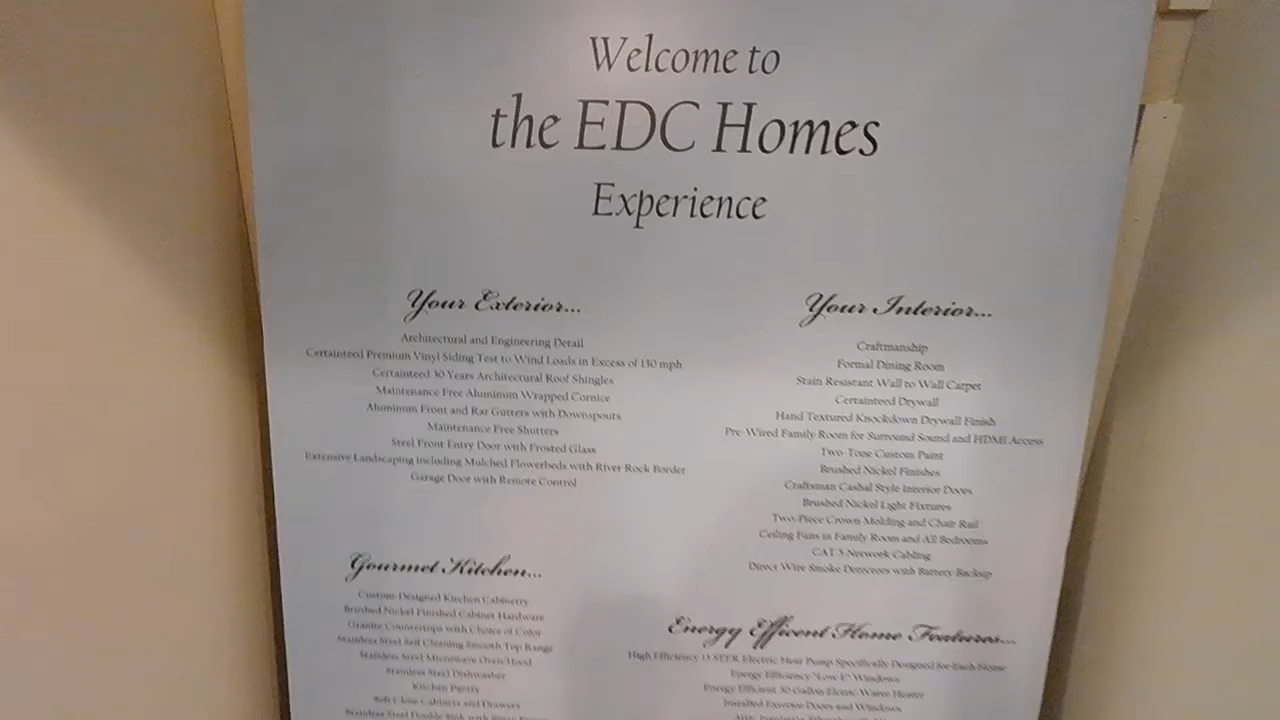 Welcome to
the EDC Homes
Experience
Your Exterior...
Architectural and Engineering Detail
Certainteed Premium Vinyl Siding Test to Wind Loads in Excess of 130 mph
Certainteed 30 Years Architectural Roof Shingles
Maintenance Free Aluminum Wrapped Cornice
Aluminum Front and Rar Gutters with Downspouts
Maintenance Free Shutters
Steel Front Entry Door with Frosted Glass
Extensive Landscaping including Mulched Flowerbeds with River Rock Border
Garage Door with Remote Control
Your Interior...
Craftmanship
Formal Dining Room
Stain Resistant Wall to Wall Carpet
Certainteed Drywall
Hand Textured Knockdown Drywall Finish
Pre-Wired Family Room for Surround Sound and HDMI Access
Two-Tone Custom Paint
Brushed Nickel Finishes
Craftsman Cashal Style Interior Doors
Brushed Nickel Light Fixtures
Two-Piece Crown Molding and Chair Rail
Ceiling Fans in Family Room and All Bedrooms
CAT 5 Network Cabling
Direct Wire Smoke Detectors with Battery Backup
Gourmet Kitchen...
Custom Designed Kitchen Cabinetry
Brushed Nickel Finished Cabinet Hardware
Granite Countertops with Choice of Color
Stainless Steel Self Cleaning Smooth Top Range
Stainless Steel Microwave Oven/Hood
Stainless Steel Dishwasher
Kitchen Pantry
Soft Close Cabinets and Drawers
Stainless Steel Double Sink with
Energy Efficent Home Features...
High Efficiency 13 SEER Electric Heat Pump Specifically Designed for Each Home
Energy Efficiency "Low E" Windows
Energy Efficient 50 Gallon Electric Water Heater
Installed Exterior Doors and Windows